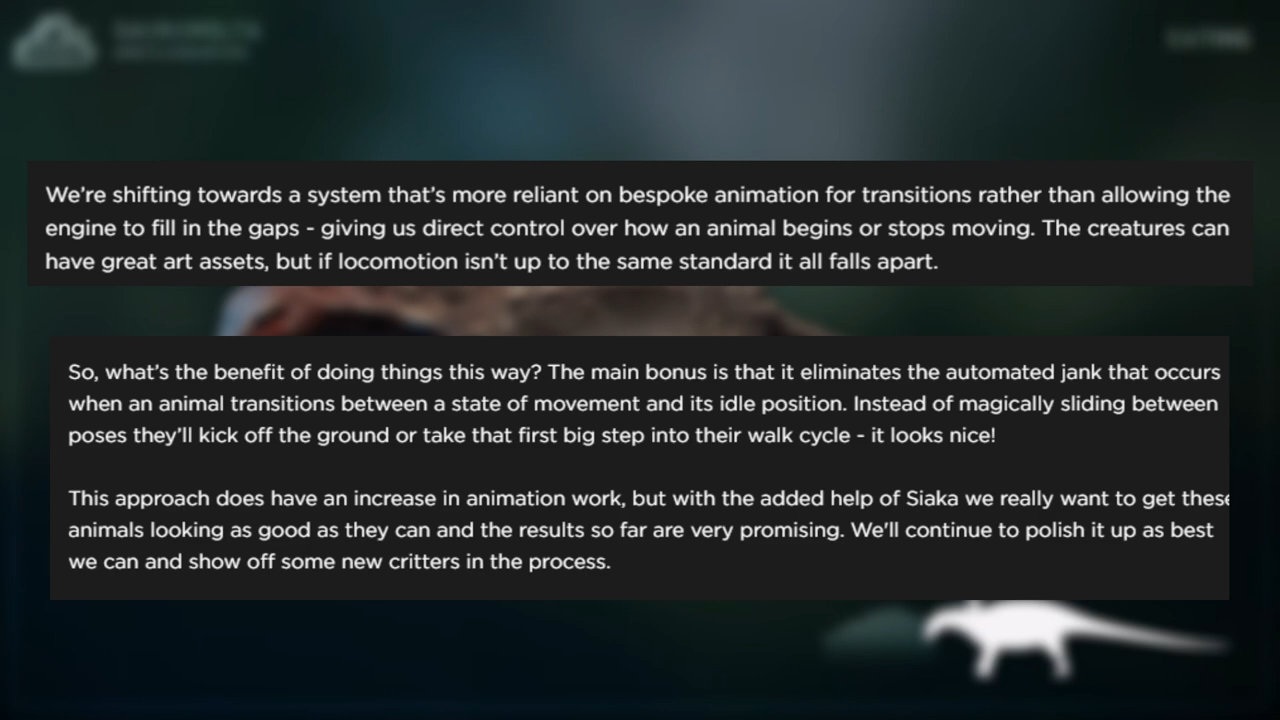 We're shifting towards a system that's more reliant on bespoke animation for transitions rather than allowing the
engine to fill in the gaps - giving us direct control over how an animal begins or stops moving. The creatures can
have great art assets, but if locomotion isn't up to the same standard it all falls apart.
So, what's the benefit of doing things this way? The main bonus is that it eliminates the automated jank that occurs
when an animal transitions between a state of movement and its idle position. Instead of magically sliding between
poses they'll kick off the ground or take that first big step into their walk cycle - it looks nice!
This approach does have an increase in animation work, but with the added help of Siaka we really want to get these
animals looking as good as they can and the results so far are very promising. We'll continue to polish it up as best
we can and show off some new critters in the process.